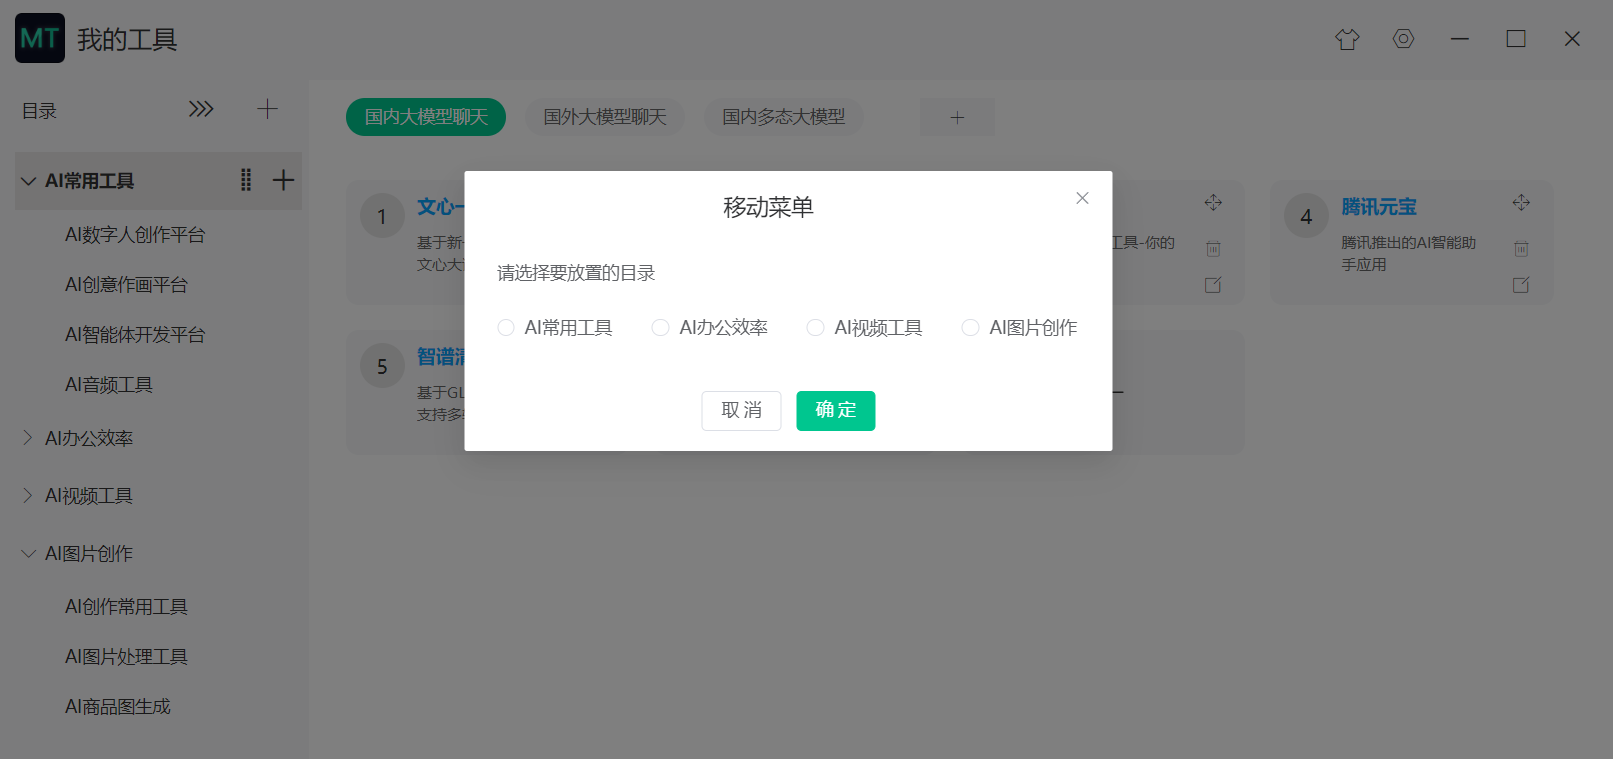 MT 我的工具
目录
国内大模型聊天 国外大模型聊天 国内多态大模型
AI常用工具
AI数字人创作平台
AI创意作画平台
AI智能体开发平台
AI音频工具
AI办公效率
AI视频工具
AI图片创作
AI创作常用工具
AI图片处理工具
AI商品图生成
1 文心一
基于新一
文心大
工具-你的
4 腾讯元宝
腾讯推出的AI智能助
手应用
5 智谱清
基于GL
支持多
移动菜单
请选择要放置的目录
AI常用工具 AI办公效率 AI视频工具 AI图片创作
取消 确定